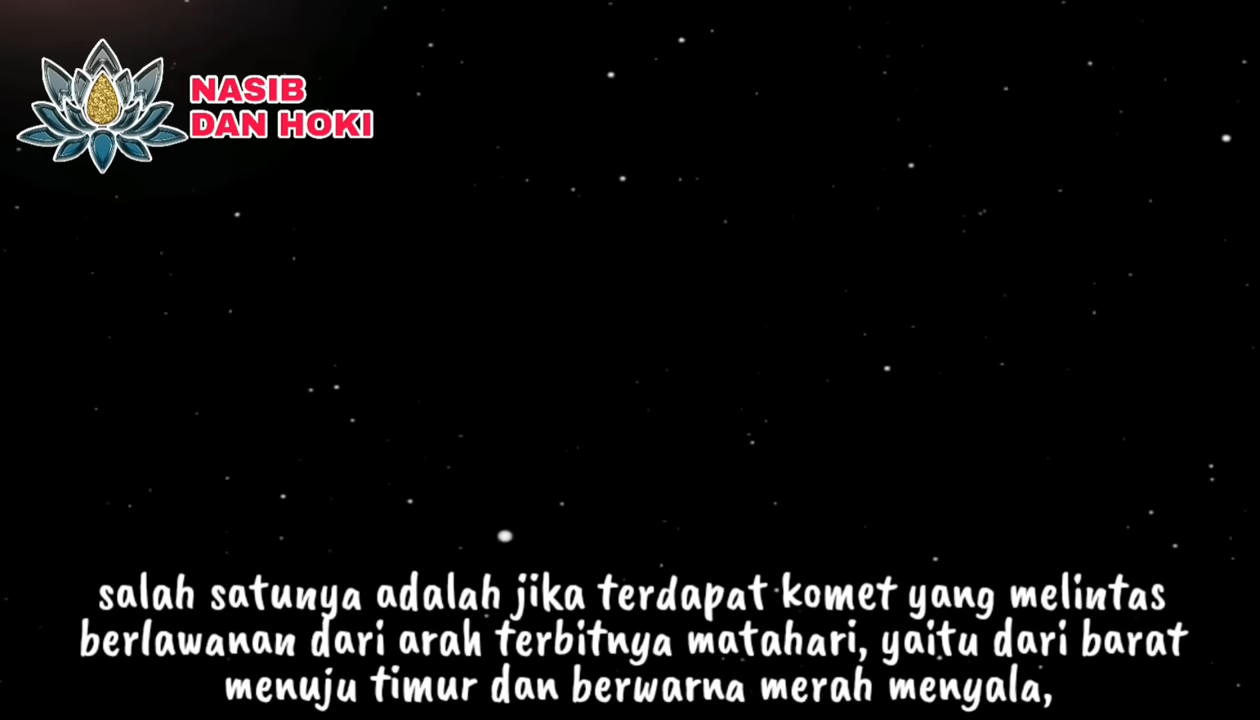 NASIB
DAN HOKI
salah satunya adalah jika terdapat komet yang melintas
berlawanan dari arah terbitnya matahari, yaitu dari barat
menuju timur dan berwarna merah menyala,